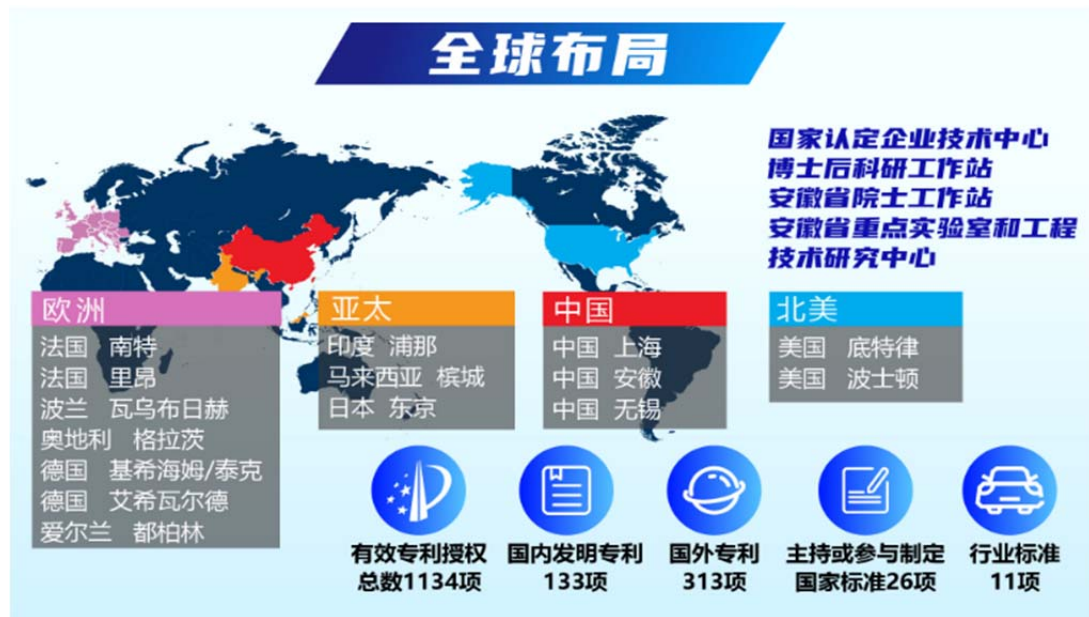 全球布局
国家认定企业技术中心
博士后科研工作站
安徽省院士工作站
安徽省重点实验室和工程
技术研究中心
欧洲
法国 南特
法国 里昂
波兰 瓦乌布日赫
奥地利 格拉茨
德国 基希海姆/泰克
德国 艾希瓦尔德
爱尔兰 都柏林
亚太
印度 浦那
马来西亚 槟城
日本 东京
中国
中国 上海
中国 安徽
中国 无锡
北美
美国 底特律
美国 波士顿
有效专利授权
总数1134项
国内发明专利
133项
国外专利
313项
主持或参与制定
国家标准26项
行业标准
11项